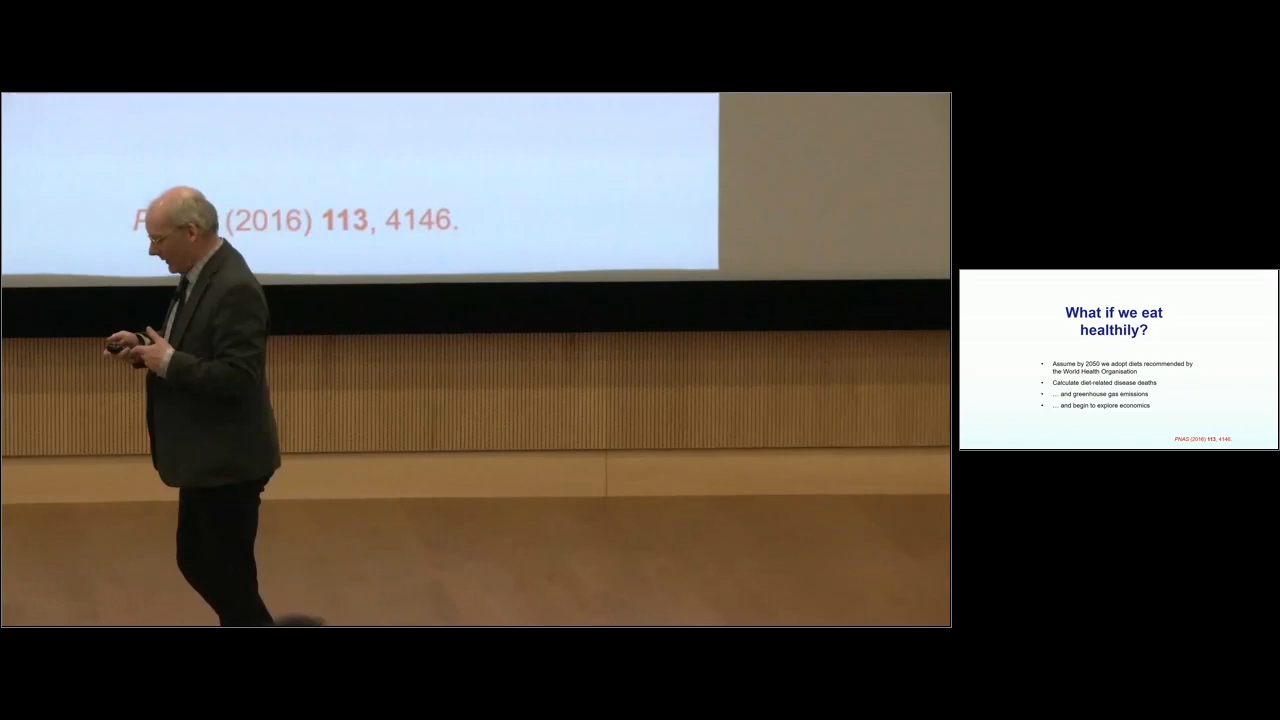 PNAS (2016) 113, 4146.
What if we eat
healthily?
• Assume by 2050 we adopt diets recommended by
the World Health Organisation
• Calculate diet-related disease deaths
• … and greenhouse gas emissions
• … and begin to explore economics
PNAS (2016) 113, 4146.